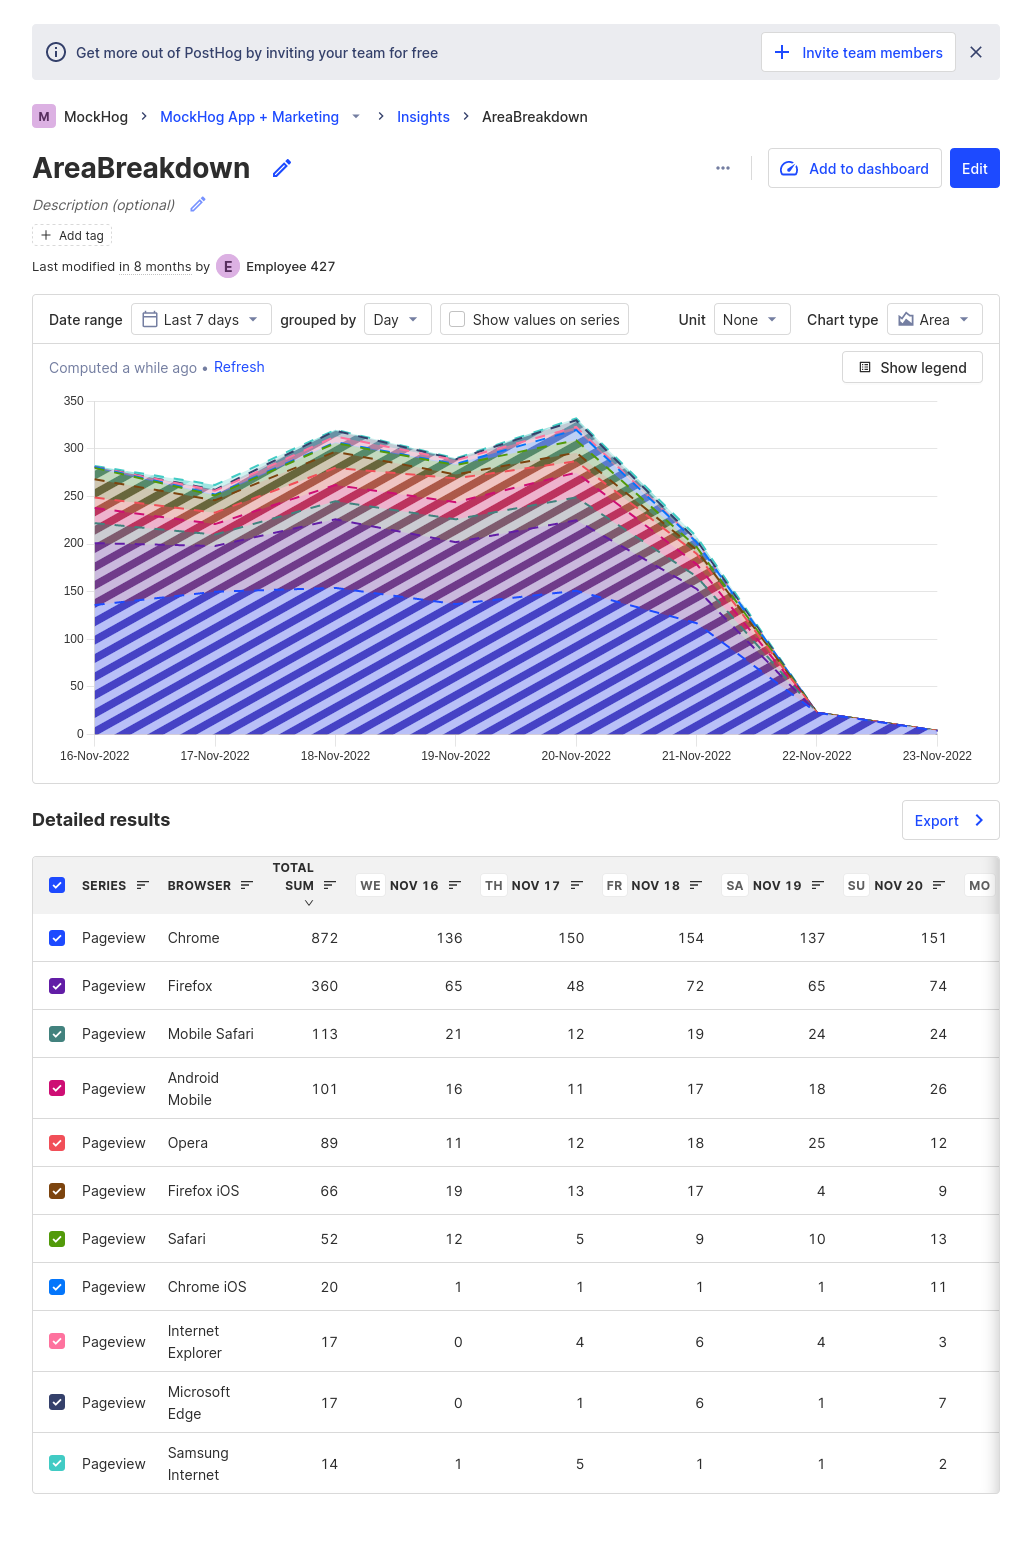 Get more out of PostHog by inviting your team for free
Invite team members
M MockHog MockHog App + Marketing Insights AreaBreakdown
AreaBreakdown
Add to dashboard
Edit
Description (optional)
Add tag
Last modified in 8 months by E Employee 427
Date range Last 7 days grouped by Day Show values on series Unit None Chart type Area
Computed a while ago • Refresh
Show legend
350
300
250
200
150
100
50
0
16-Nov-2022 17-Nov-2022 18-Nov-2022 19-Nov-2022 20-Nov-2022 21-Nov-2022 22-Nov-2022 23-Nov-2022
Detailed results
Export
SERIES BROWSER TOTAL SUM WE NOV 16 TH NOV 17 FR NOV 18 SA NOV 19 SU NOV 20 MO
Pageview Chrome 872 136 150 154 137 151
Pageview Firefox 360 65 48 72 65 74
Pageview Mobile Safari 113 21 12 19 24 24
Pageview Android Mobile 101 16 11 17 18 26
Pageview Opera 89 11 12 18 25 12
Pageview Firefox iOS 66 19 13 17 4 9
Pageview Safari 52 12 5 9 10 13
Pageview Chrome iOS 20 1 1 1 1 11
Pageview Internet Explorer 17 0 4 6 4 3
Pageview Microsoft Edge 17 0 1 6 1 7
Pageview Samsung Internet 14 1 5 1 1 2